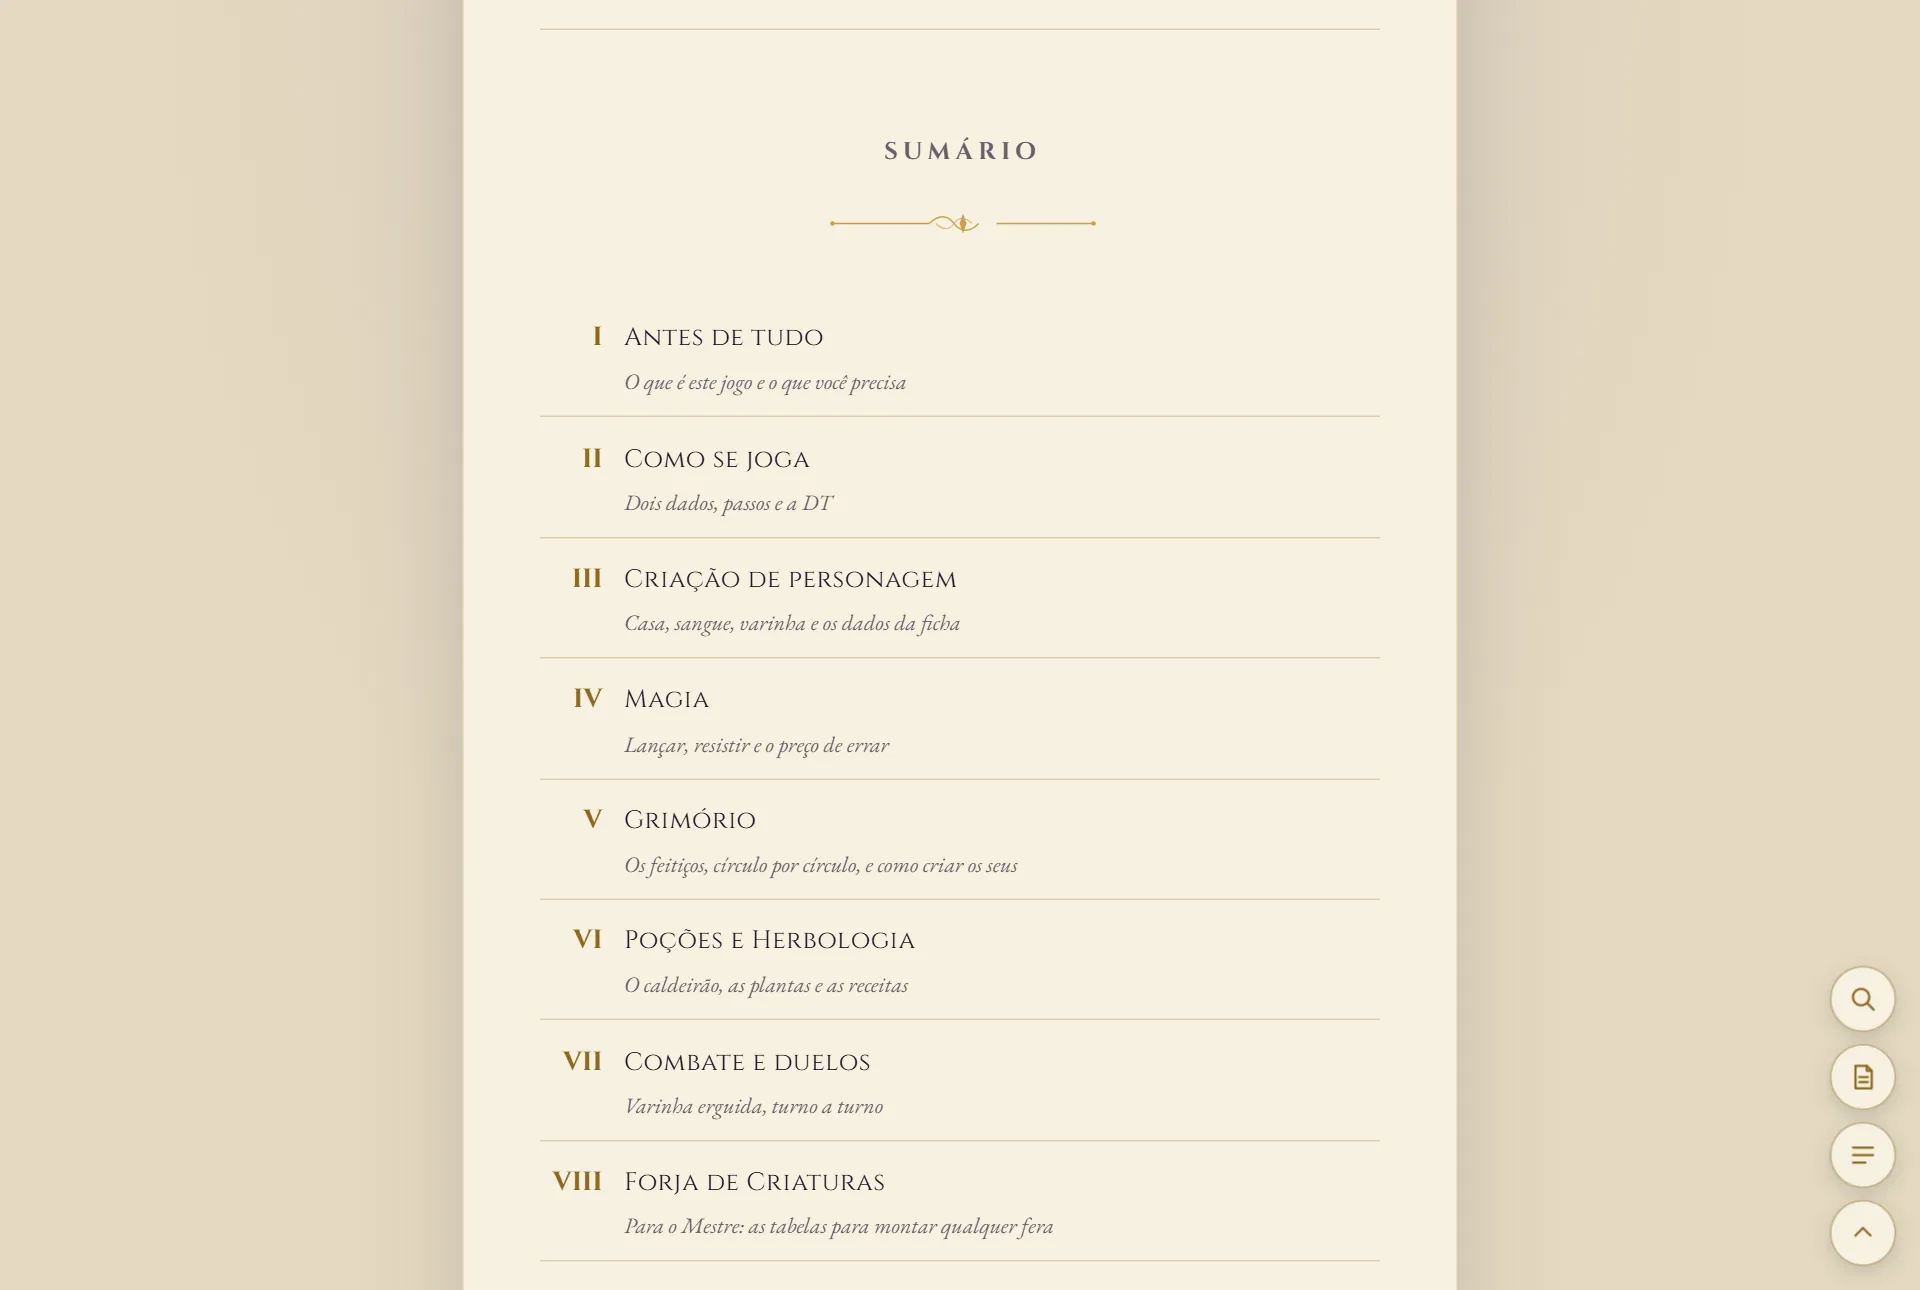 SUMÁRIO
I Antes de tudo
O que é este jogo e o que você precisa
II Como se joga
Dois dados, passos e a DT
III Criação de personagem
Casa, sangue, varinha e os dados da ficha
IV Magia
Lançar, resistir e o preço de errar
V Grimório
Os feitiços, círculo por círculo, e como criar os seus
VI Poções e Herbologia
O caldeirão, as plantas e as receitas
VII Combate e duelos
Varinha erguida, turno a turno
VIII Forja de Criaturas
Para o Mestre: as tabelas para montar qualquer fera